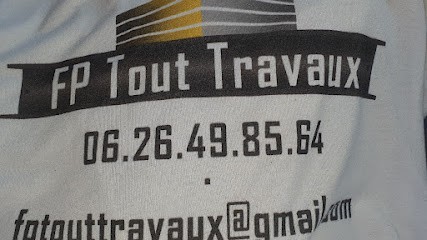 FP Tout Travaux
06.26.49.85.64
.
fptouttravaux@gmail.com